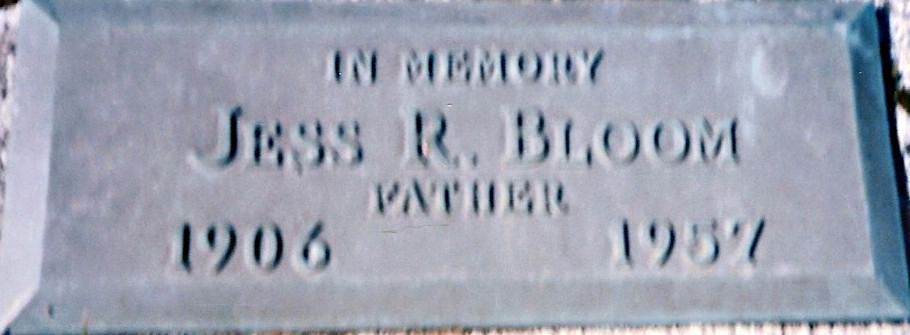 IN MEMORY
JESS R. BLOOM
FATHER
1906 1957